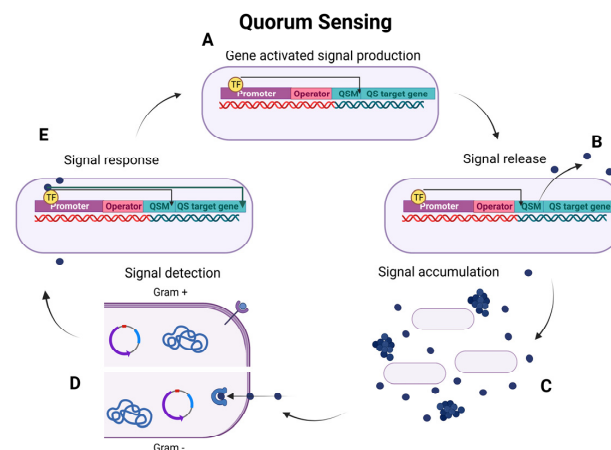 Quorum Sensing
A
Gene activated signal production
TF
Promoter Operator QSM QS target gene
B
Signal release
TF
Promoter Operator QSM QS target gene
E
Signal response
TF
Promoter Operator QSM QS target gene
Signal detection
Gram +
D
Gram -
Signal accumulation
C